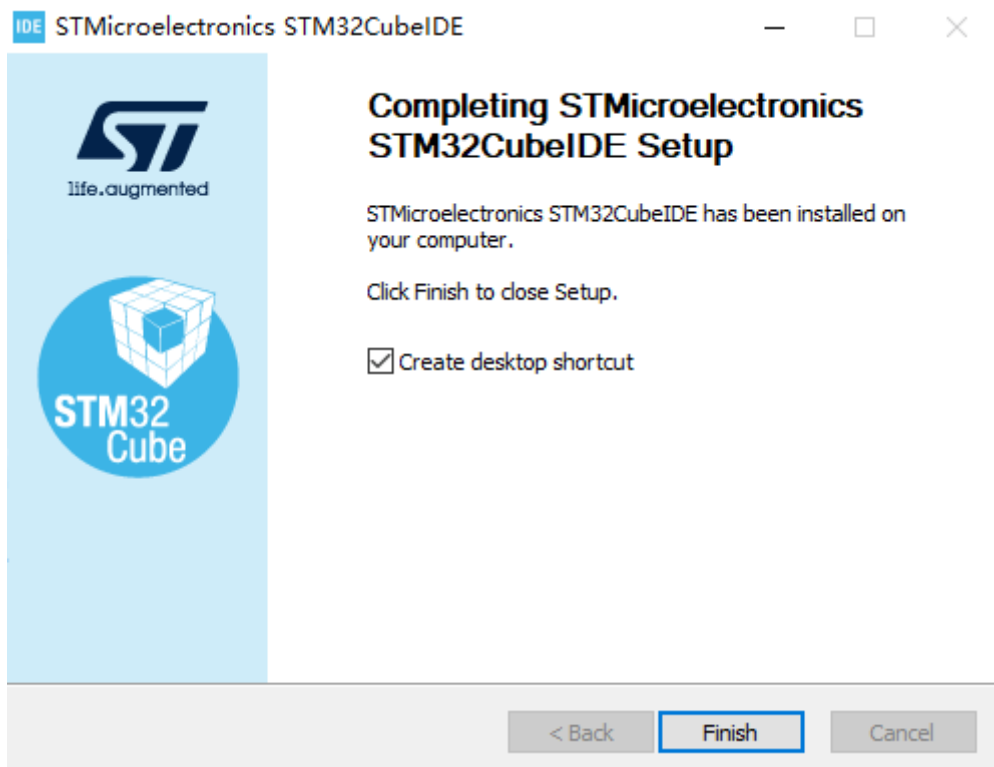 IDE STMicroelectronics STM32CubeIDE
life.augmented
STM32
Cube
Completing STMicroelectronics
STM32CubeIDE Setup
STMicroelectronics STM32CubeIDE has been installed on
your computer.
Click Finish to close Setup.
Create desktop shortcut
< Back Finish Cancel